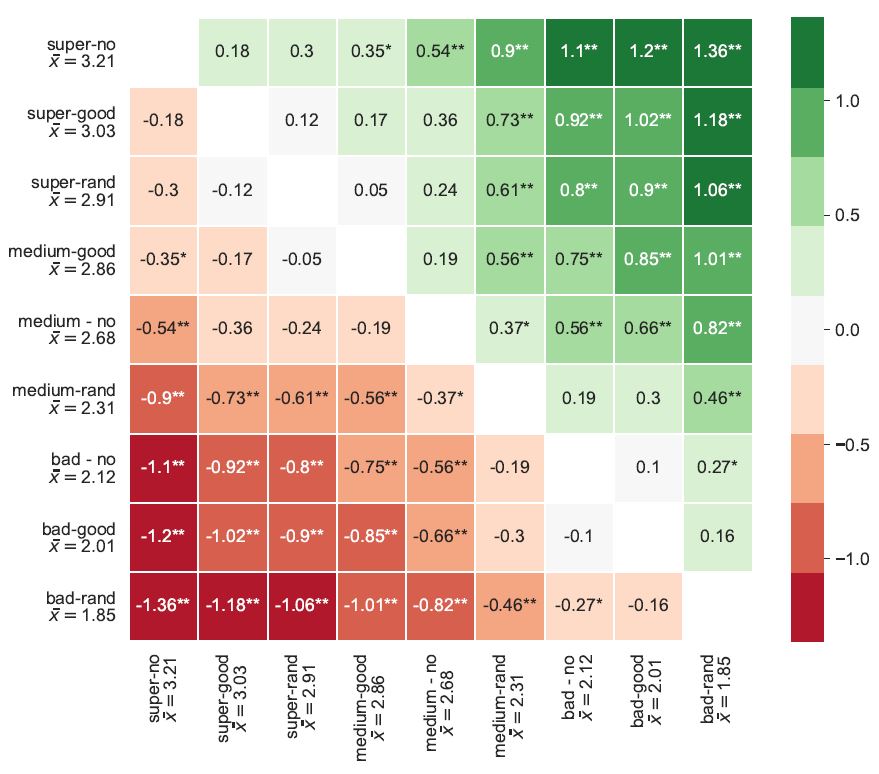 super-no
x̄ = 3.21
0.18 0.3 0.35* 0.54** 0.9** 1.1** 1.2** 1.36**
super-good
x̄ = 3.03
-0.18 0.12 0.17 0.36 0.73** 0.92** 1.02** 1.18**
super-rand
x̄ = 2.91
-0.3 -0.12 0.05 0.24 0.61** 0.8** 0.9** 1.06**
medium-good
x̄ = 2.86
-0.35* -0.17 -0.05 0.19 0.56** 0.75** 0.85** 1.01**
medium - no
x̄ = 2.68
-0.54** -0.36 -0.24 -0.19 0.37* 0.56** 0.66** 0.82**
medium-rand
x̄ = 2.31
-0.9** -0.73** -0.61** -0.56** -0.37* 0.19 0.3 0.46**
bad - no
x̄ = 2.12
-1.1** -0.92** -0.8** -0.75** -0.56** -0.19 0.1 0.27*
bad-good
x̄ = 2.01
-1.2** -1.02** -0.9** -0.85** -0.66** -0.3 -0.1 0.16
bad-rand
x̄ = 1.85
-1.36** -1.18** -1.06** -1.01** -0.82** -0.46** -0.27* -0.16
super-no
x̄ = 3.21
super-good
x̄ = 3.03
super-rand
x̄ = 2.91
medium-good
x̄ = 2.86
medium - no
x̄ = 2.68
medium-rand
x̄ = 2.31
bad - no
x̄ = 2.12
bad-good
x̄ = 2.01
bad-rand
x̄ = 1.85
1.0
0.5
0.0
−0.5
−1.0